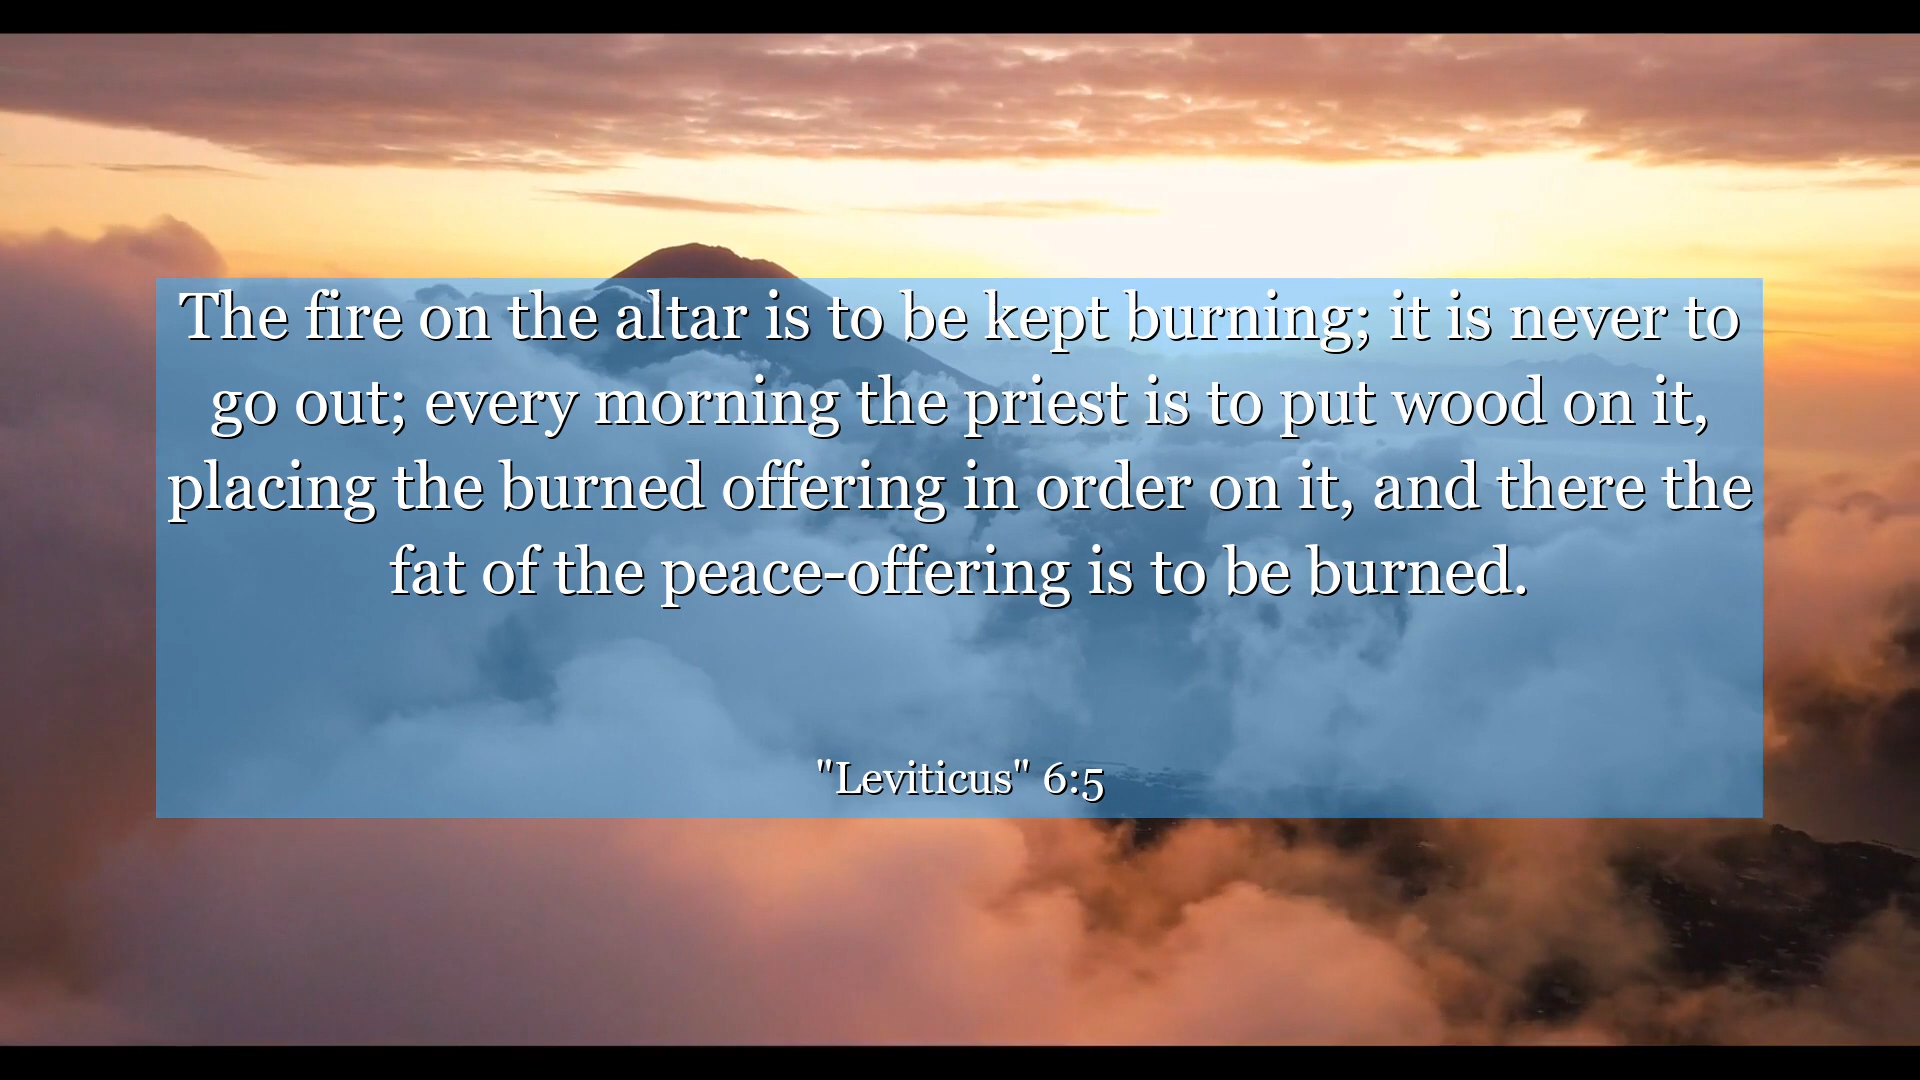 The fire on the altar is to be kept burning; it is never to
go out; every morning the priest is to put wood on it,
placing the burned offering in order on it, and there the
fat of the peace-offering is to be burned.
"Leviticus" 6:5